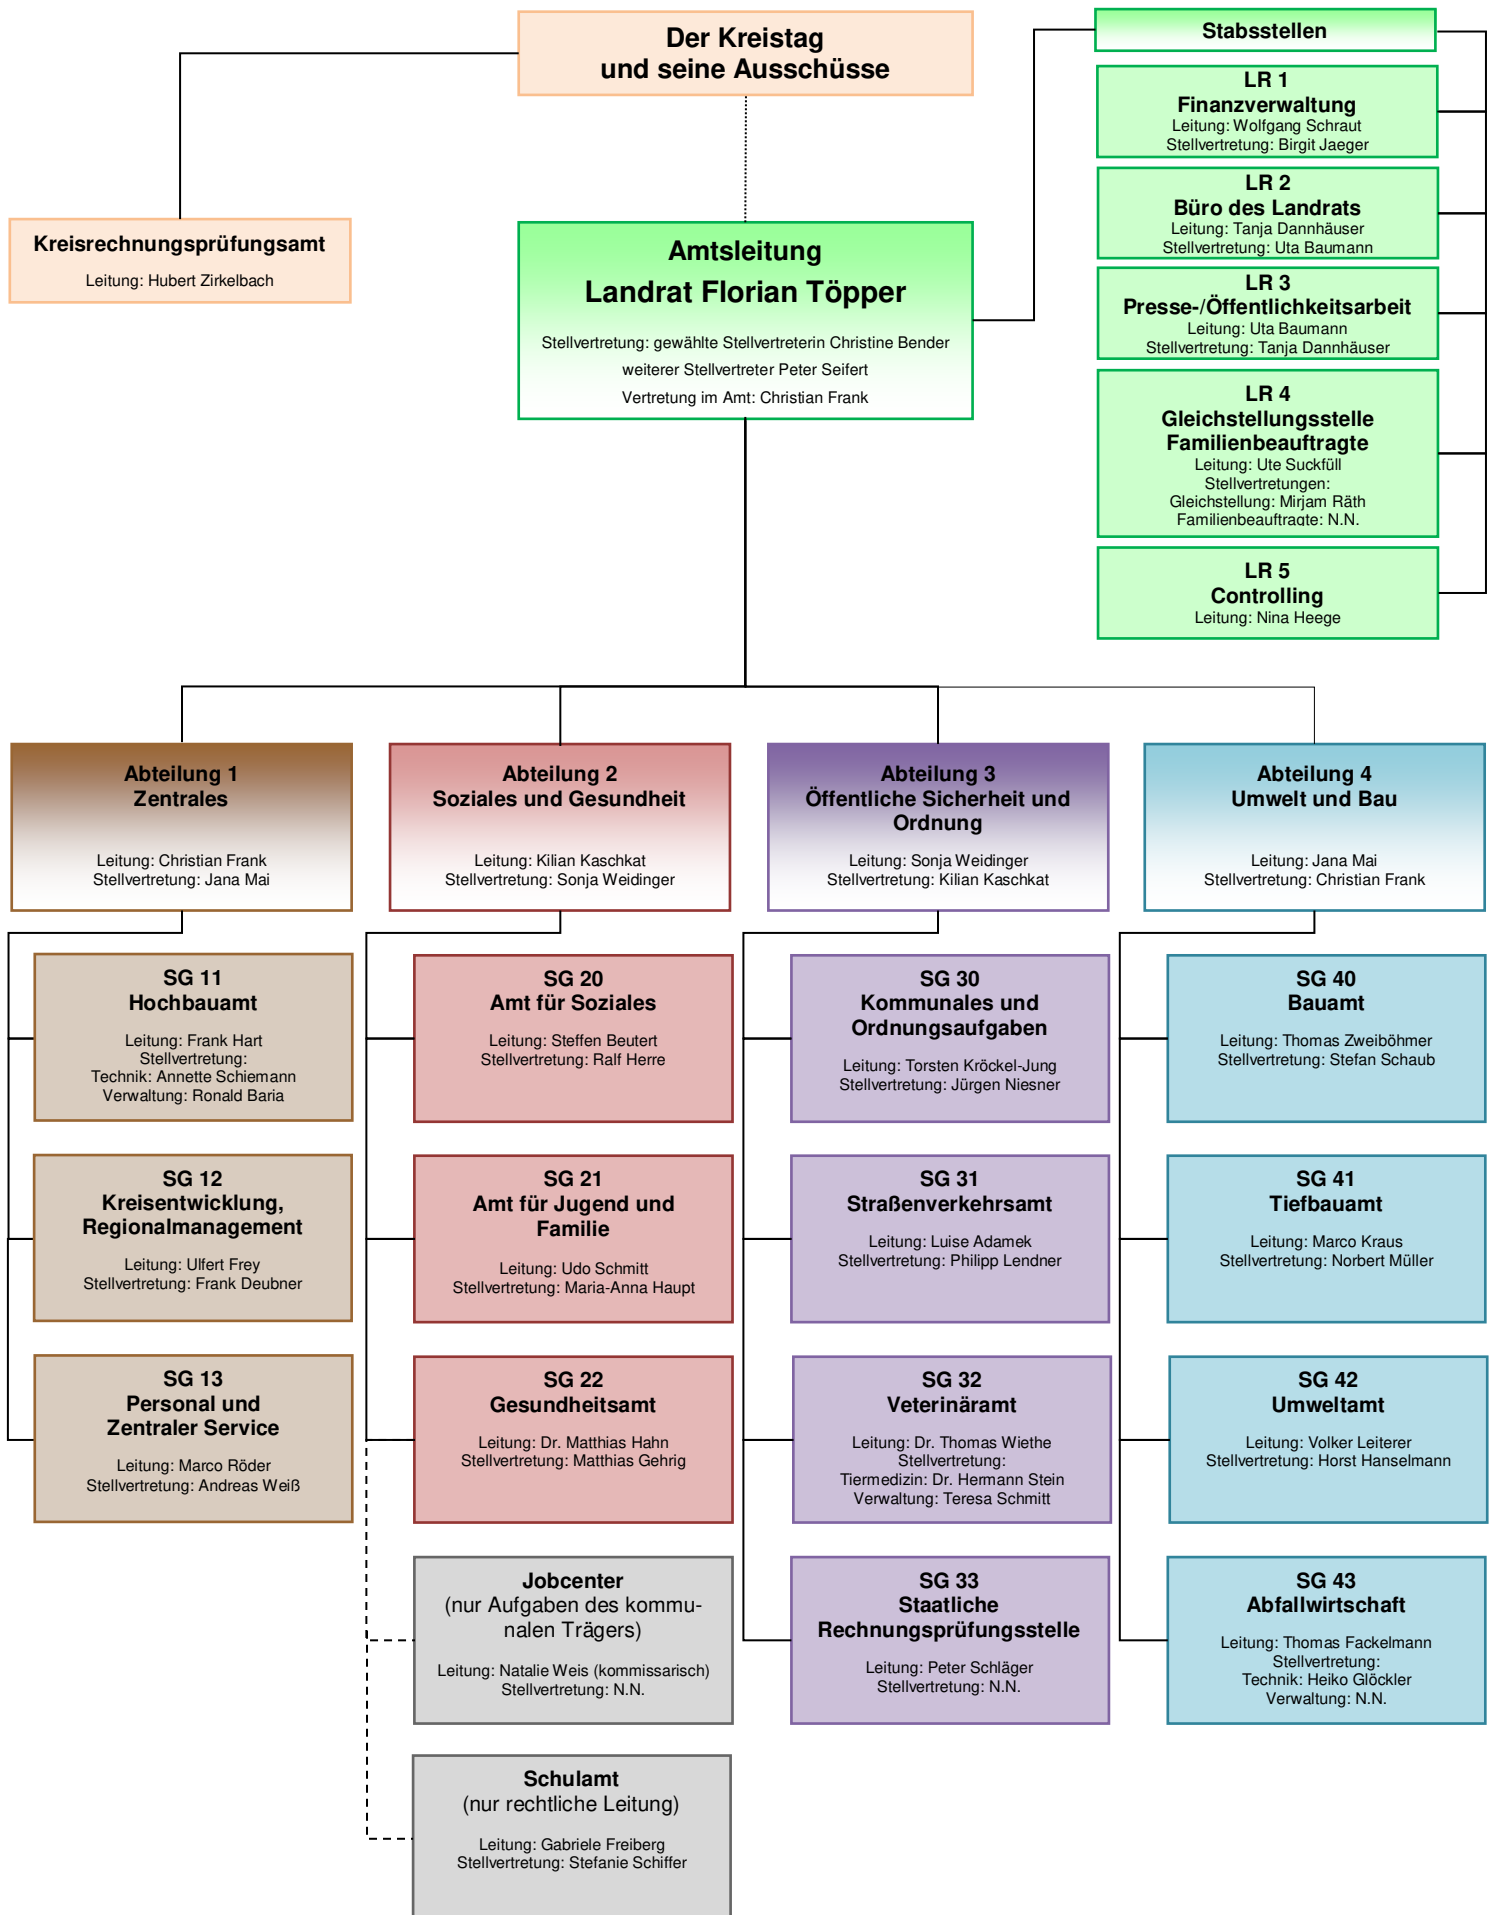 Der Kreistag
und seine Ausschüsse
Kreisrechnungsprüfungsamt
Leitung: Hubert Zirkelbach
Amtsleitung
Landrat Florian Töpper
Stellvertretung: gewählte Stellvertreterin Christine Bender
weiterer Stellvertreter Peter Seifert
Vertretung im Amt: Christian Frank
Stabsstellen
LR 1
Finanzverwaltung
Leitung: Wolfgang Schraut
Stellvertretung: Birgit Jaeger
LR 2
Büro des Landrats
Leitung: Tanja Dannhäuser
Stellvertretung: Uta Baumann
LR 3
Presse-/Öffentlichkeitsarbeit
Leitung: Uta Baumann
Stellvertretung: Tanja Dannhäuser
LR 4
Gleichstellungsstelle
Familienbeauftragte
Leitung: Ute Suckfüll
Stellvertretungen:
Gleichstellung: Mirjam Räth
Familienbeauftragte: N.N.
LR 5
Controlling
Leitung: Nina Heege
Abteilung 1
Zentrales
Leitung: Christian Frank
Stellvertretung: Jana Mai
SG 11
Hochbauamt
Leitung: Frank Hart
Stellvertretung:
Technik: Annette Schiemann
Verwaltung: Ronald Baria
SG 12
Kreisentwicklung,
Regionalmanagement
Leitung: Ulfert Frey
Stellvertretung: Frank Deubner
SG 13
Personal und
Zentraler Service
Leitung: Marco Röder
Stellvertretung: Andreas Weiß
Abteilung 2
Soziales und Gesundheit
Leitung: Kilian Kaschkat
Stellvertretung: Sonja Weidinger
SG 20
Amt für Soziales
Leitung: Steffen Beutert
Stellvertretung: Ralf Herre
SG 21
Amt für Jugend und
Familie
Leitung: Udo Schmitt
Stellvertretung: Maria-Anna Haupt
SG 22
Gesundheitsamt
Leitung: Dr. Matthias Hahn
Stellvertretung: Matthias Gehrig
Jobcenter
(nur Aufgaben des kommu-
nalen Trägers)
Leitung: Natalie Weis (kommissarisch)
Stellvertretung: N.N.
Schulamt
(nur rechtliche Leitung)
Leitung: Gabriele Freiberg
Stellvertretung: Stefanie Schiffer
Abteilung 3
Öffentliche Sicherheit und
Ordnung
Leitung: Sonja Weidinger
Stellvertretung: Kilian Kaschkat
SG 30
Kommunales und
Ordnungsaufgaben
Leitung: Torsten Kröckel-Jung
Stellvertretung: Jürgen Niesner
SG 31
Straßenverkehrsamt
Leitung: Luise Adamek
Stellvertretung: Philipp Lendner
SG 32
Veterinäramt
Leitung: Dr. Thomas Wiethe
Stellvertretung:
Tiermedizin: Dr. Hermann Stein
Verwaltung: Teresa Schmitt
SG 33
Staatliche
Rechnungsprüfungsstelle
Leitung: Peter Schläger
Stellvertretung: N.N.
Abteilung 4
Umwelt und Bau
Leitung: Jana Mai
Stellvertretung: Christian Frank
SG 40
Bauamt
Leitung: Thomas Zweiböhmer
Stellvertretung: Stefan Schaub
SG 41
Tiefbauamt
Leitung: Marco Kraus
Stellvertretung: Norbert Müller
SG 42
Umweltamt
Leitung: Volker Leiterer
Stellvertretung: Horst Hanselmann
SG 43
Abfallwirtschaft
Leitung: Thomas Fackelmann
Stellvertretung:
Technik: Heiko Glöckler
Verwaltung: N.N.